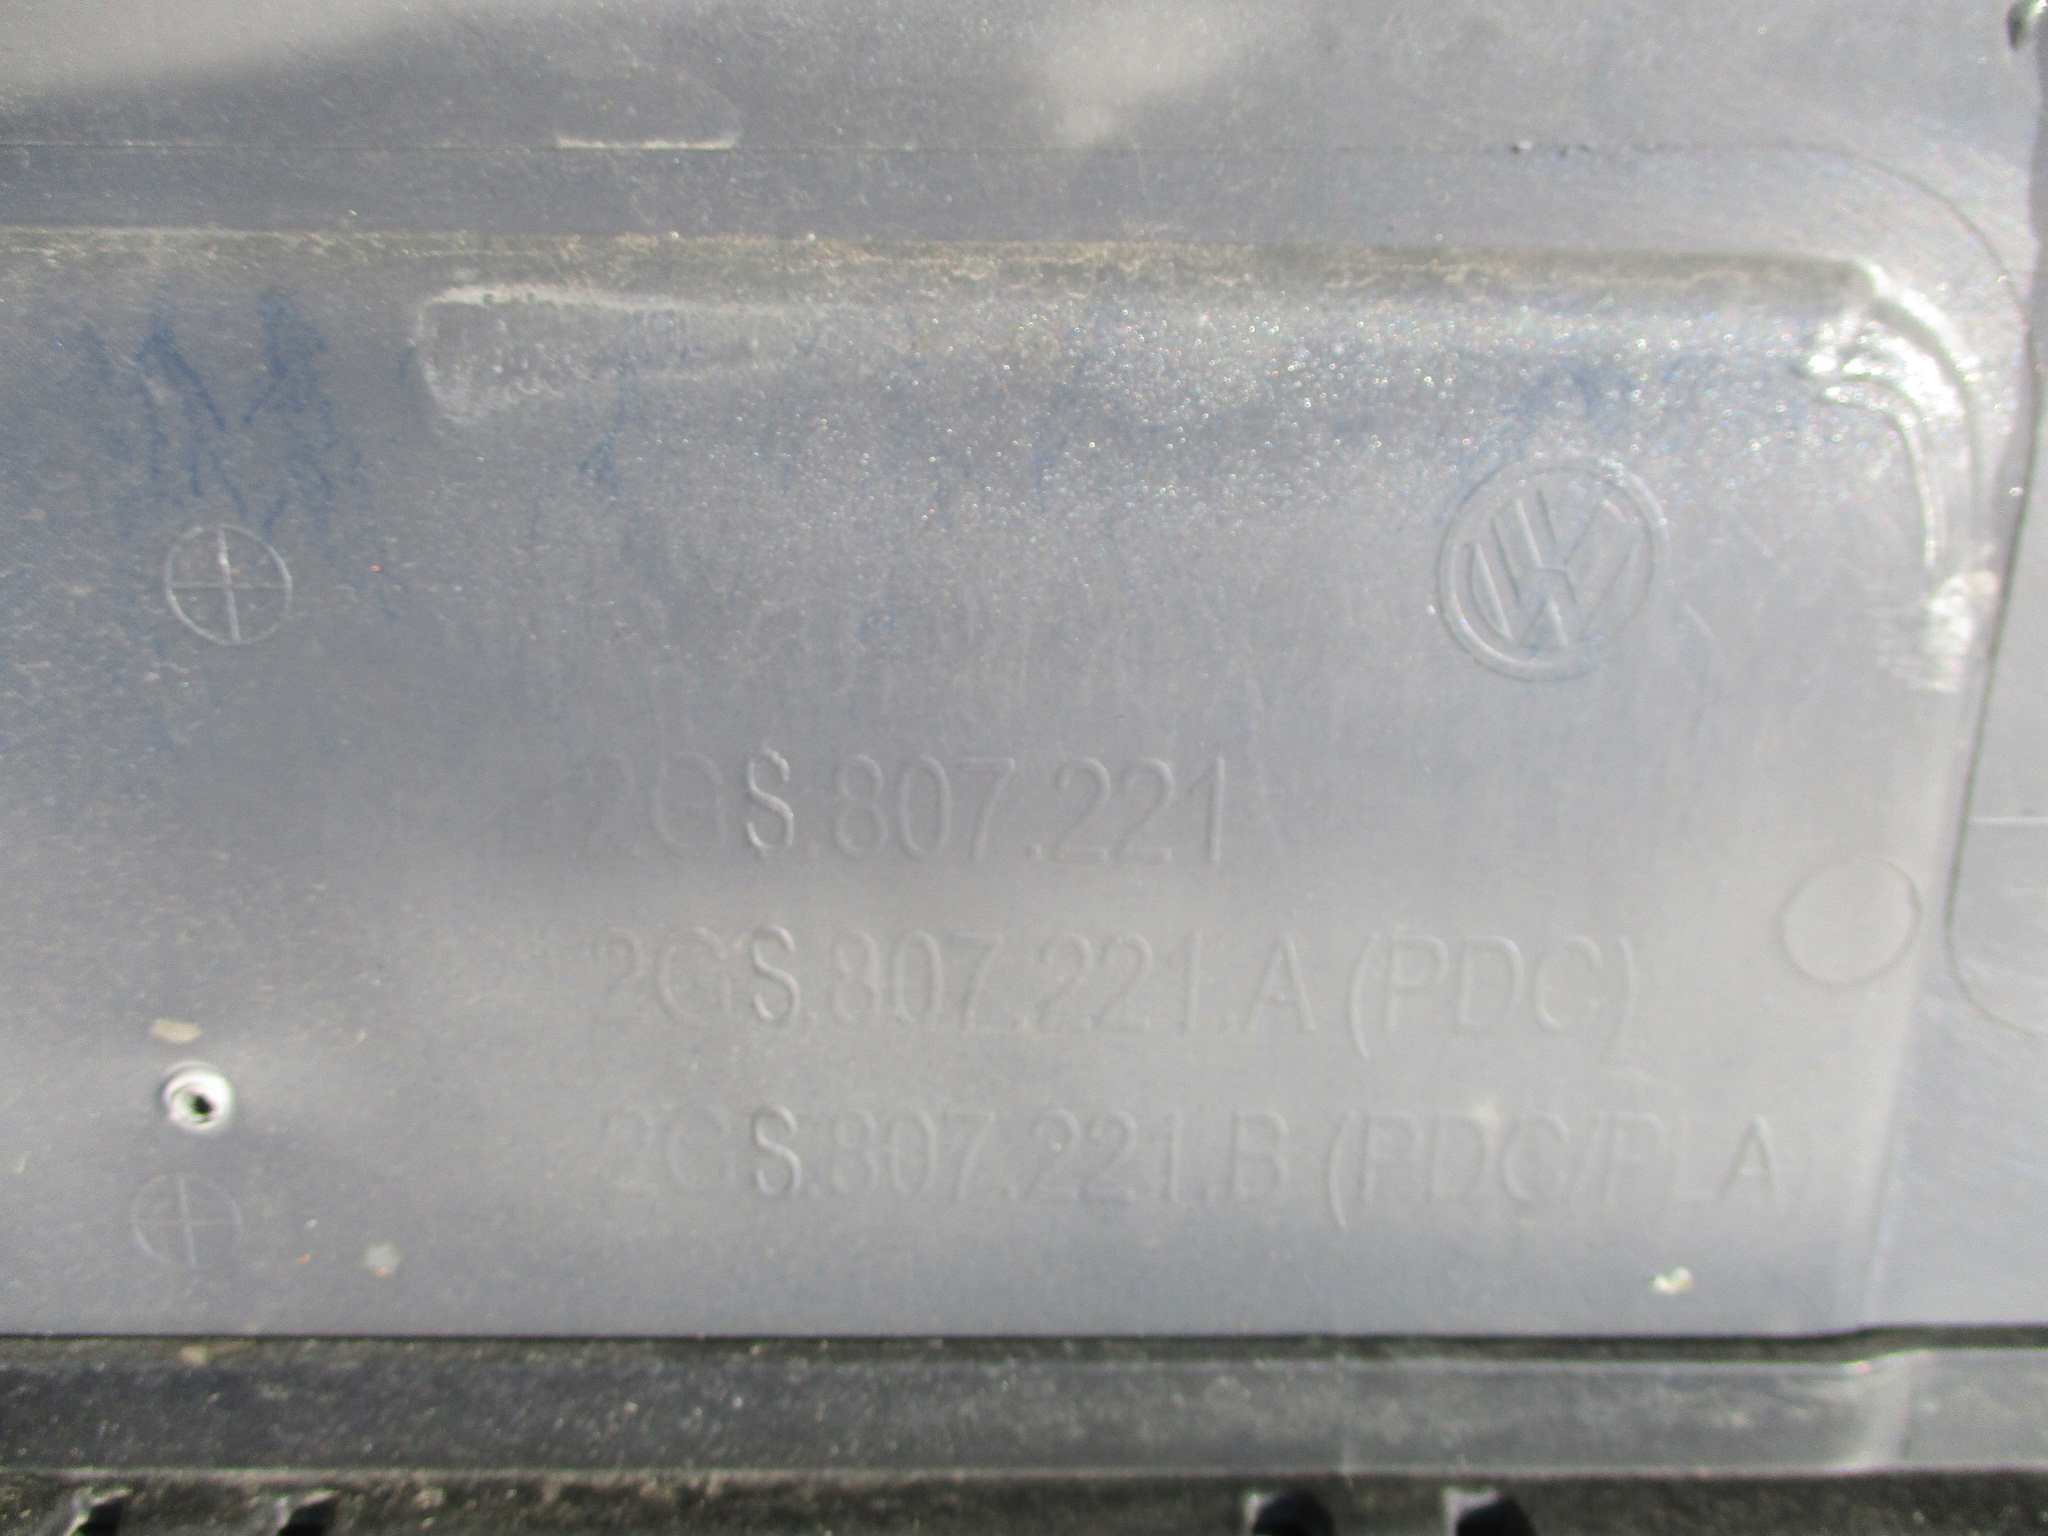 2GS.807.221
2GS.807.221.A (PDC)
2GS.807.221.B (PDC/PLA